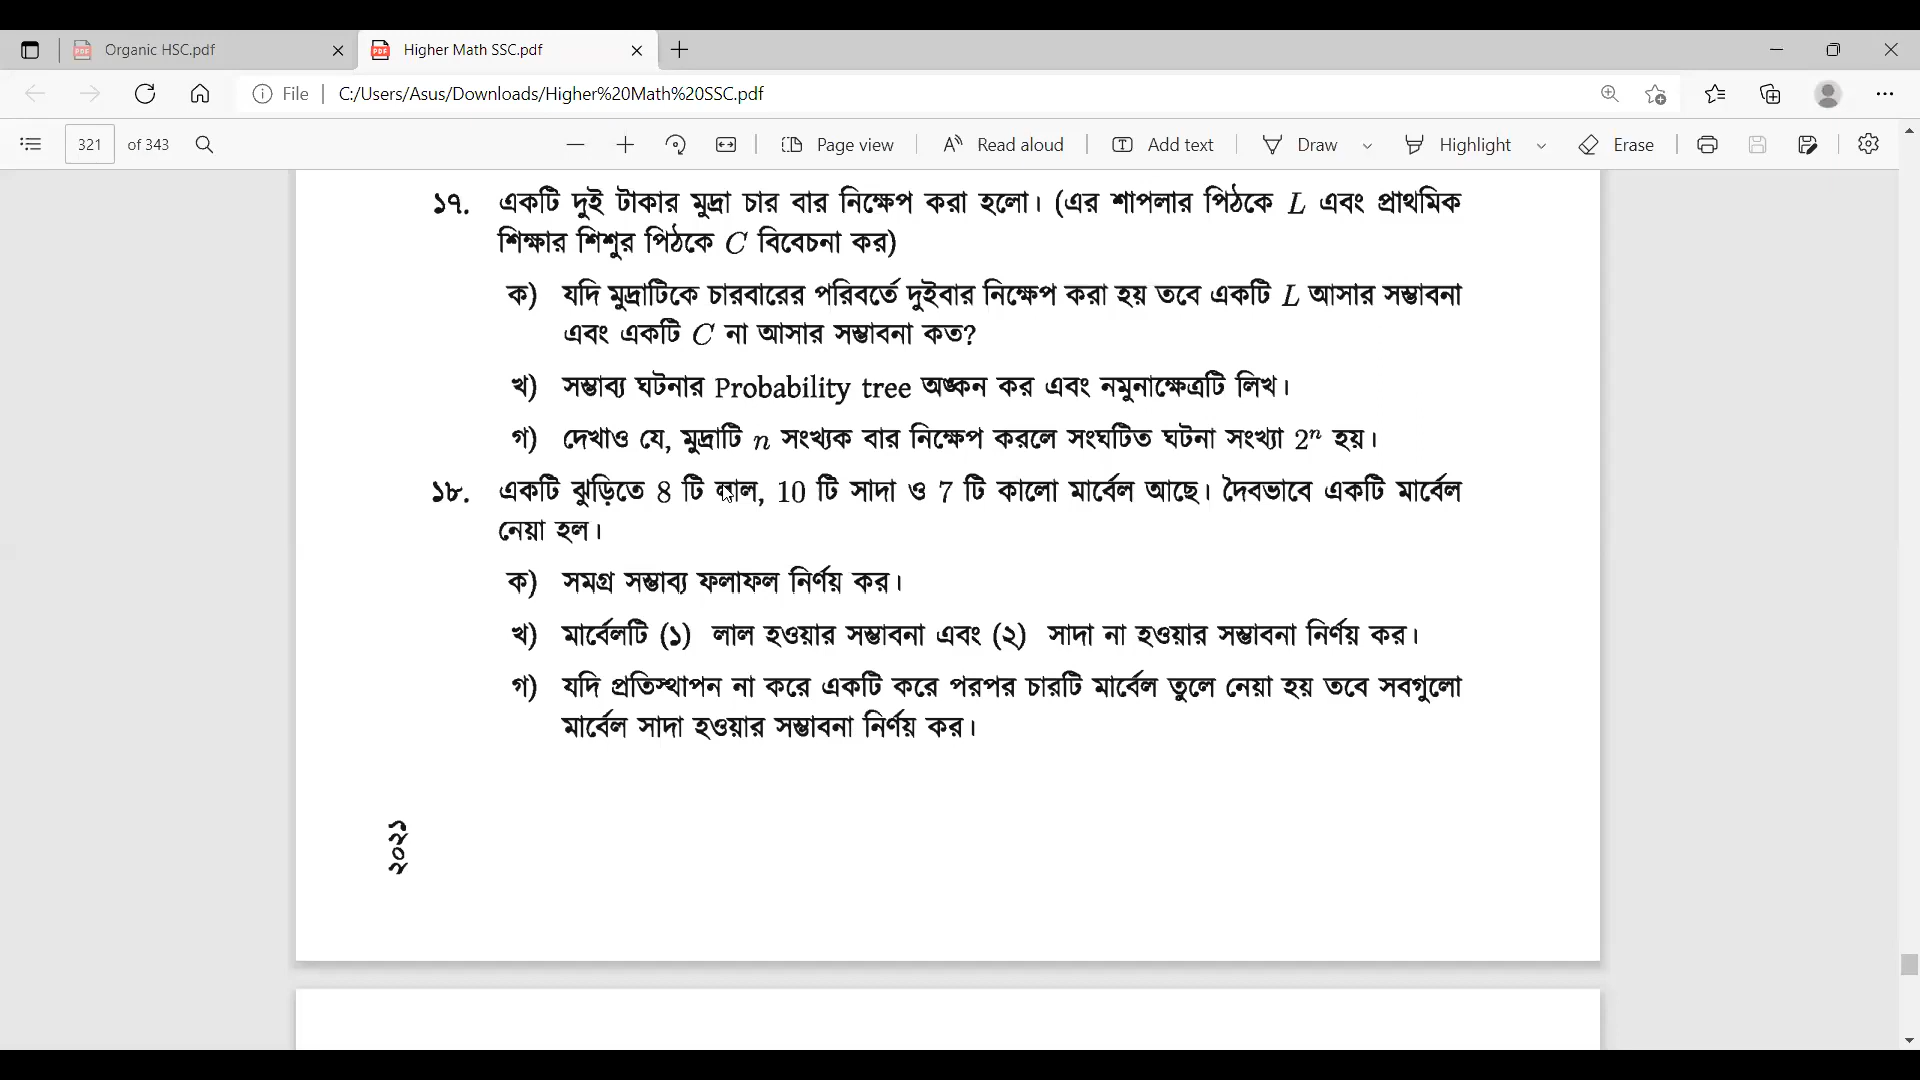 Organic HSC.pdf
Higher Math SSC.pdf
File
C:/Users/Asus/Downloads/Higher%20Math%20SSC.pdf
321 of 343
Page view
Read aloud
Add text
Draw
Highlight
Erase
১৭. একটি দুই টাকার মুদ্রা চার বার নিক্ষেপ করা হলো। (এর শাপলার পিঠকে L এবং প্রাথমিক
শিক্ষার শিশুর পিঠকে C বিবেচনা কর)
ক) যদি মুদ্রাটিকে চারবারের পরিবর্তে দুইবার নিক্ষেপ করা হয় তবে একটি L আসার সম্ভাবনা
এবং একটি C না আসার সম্ভাবনা কত?
খ) সম্ভাব্য ঘটনার Probability tree অঙ্কন কর এবং নমুনাক্ষেত্রটি লিখ।
গ) দেখাও যে, মুদ্রাটি n সংখ্যক বার নিক্ষেপ করলে সংঘটিত ঘটনা সংখ্যা 2ⁿ হয়।
১৮. একটি ঝুড়িতে 8 টি লাল, 10 টি সাদা ও 7 টি কালো মার্বেল আছে। দৈবভাবে একটি মার্বেল
নেয়া হল।
ক) সমগ্র সম্ভাব্য ফলাফল নির্ণয় কর।
খ) মার্বেলটি (১) লাল হওয়ার সম্ভাবনা এবং (২) সাদা না হওয়ার সম্ভাবনা নির্ণয় কর।
গ) যদি প্রতিস্থাপন না করে একটি করে পরপর চারটি মার্বেল তুলে নেয়া হয় তবে সবগুলো
মার্বেল সাদা হওয়ার সম্ভাবনা নির্ণয় কর।
২০২১